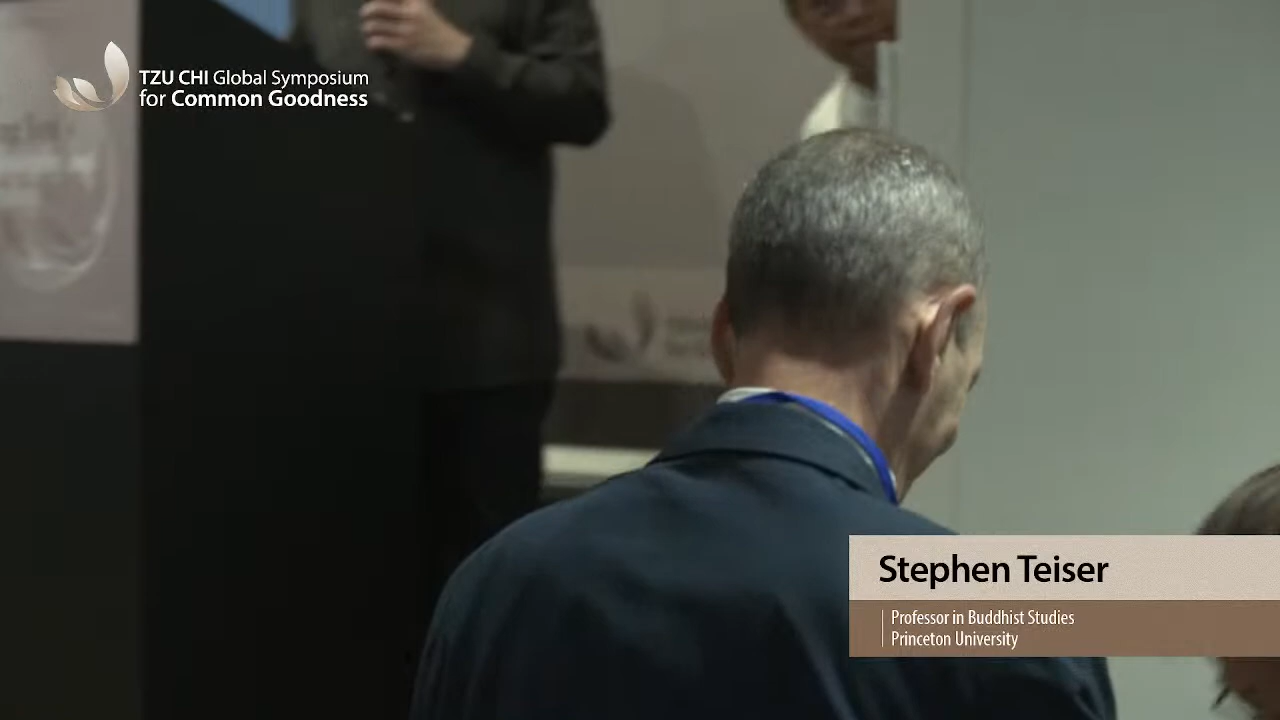 TZU CHI Global Symposium
for Common Goodness
Stephen Teiser
Professor in Buddhist Studies
Princeton University